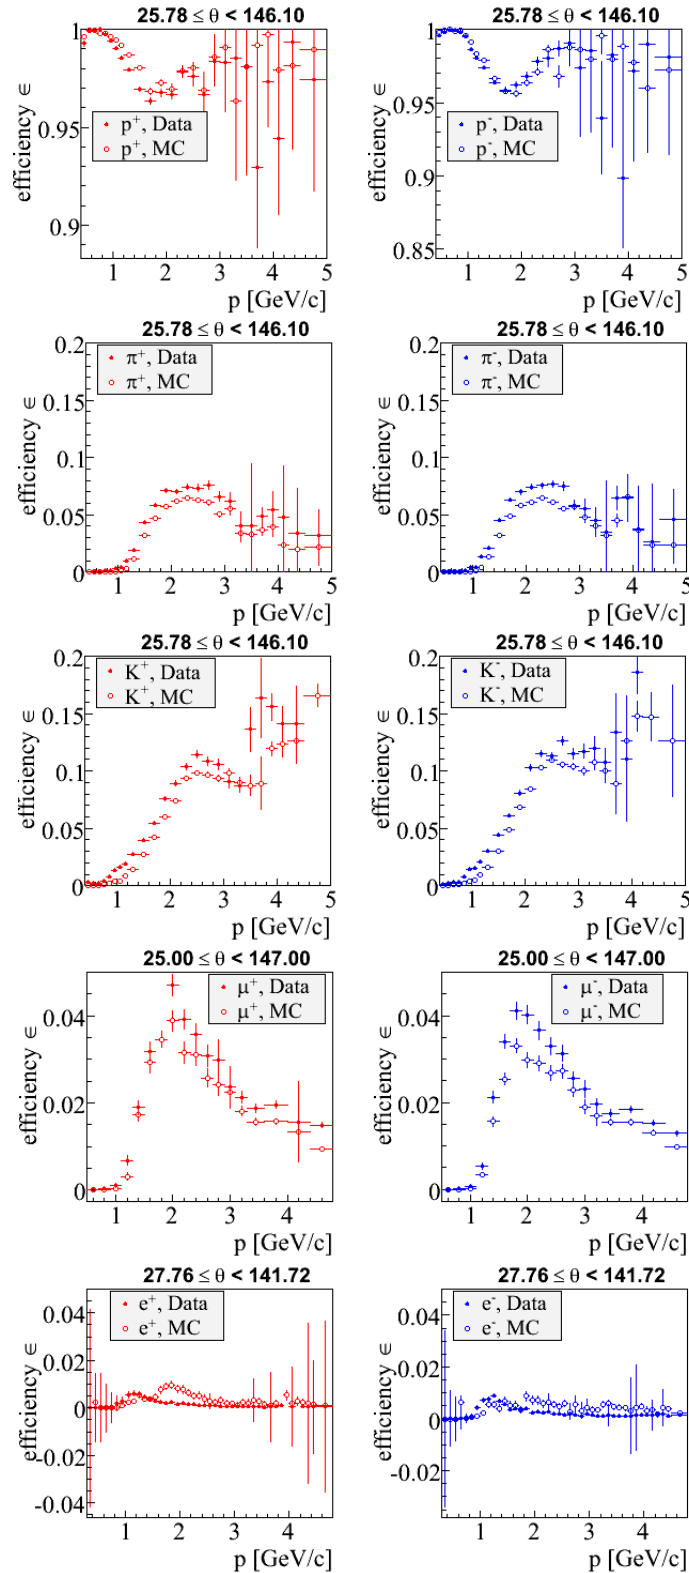 25.78 ≤ θ < 146.10
efficiency ∈
1
0.95
0.9
p⁺, Data
p⁺, MC
1 2 3 4 5
p [GeV/c]
25.78 ≤ θ < 146.10
efficiency ∈
1
0.95
0.9
0.85
p⁻, Data
p⁻, MC
1 2 3 4 5
p [GeV/c]
25.78 ≤ θ < 146.10
efficiency ∈
0.2
0.15
0.1
0.05
0
π⁺, Data
π⁺, MC
1 2 3 4 5
p [GeV/c]
25.78 ≤ θ < 146.10
efficiency ∈
0.2
0.15
0.1
0.05
0
π⁻, Data
π⁻, MC
1 2 3 4 5
p [GeV/c]
25.78 ≤ θ < 146.10
efficiency ∈
0.2
0.15
0.1
0.05
0
K⁺, Data
K⁺, MC
1 2 3 4 5
p [GeV/c]
25.78 ≤ θ < 146.10
efficiency ∈
0.2
0.15
0.1
0.05
0
K⁻, Data
K⁻, MC
1 2 3 4 5
p [GeV/c]
25.00 ≤ θ < 147.00
efficiency ∈
0.04
0.02
0
μ⁺, Data
μ⁺, MC
1 2 3 4
p [GeV/c]
25.00 ≤ θ < 147.00
efficiency ∈
0.04
0.02
0
μ⁻, Data
μ⁻, MC
1 2 3 4
p [GeV/c]
27.76 ≤ θ < 141.72
efficiency ∈
0.04
0.02
0
-0.02
-0.04
e⁺, Data
e⁺, MC
1 2 3 4
p [GeV/c]
27.76 ≤ θ < 141.72
efficiency ∈
0.04
0.02
0
-0.02
e⁻, Data
e⁻, MC
1 2 3 4
p [GeV/c]